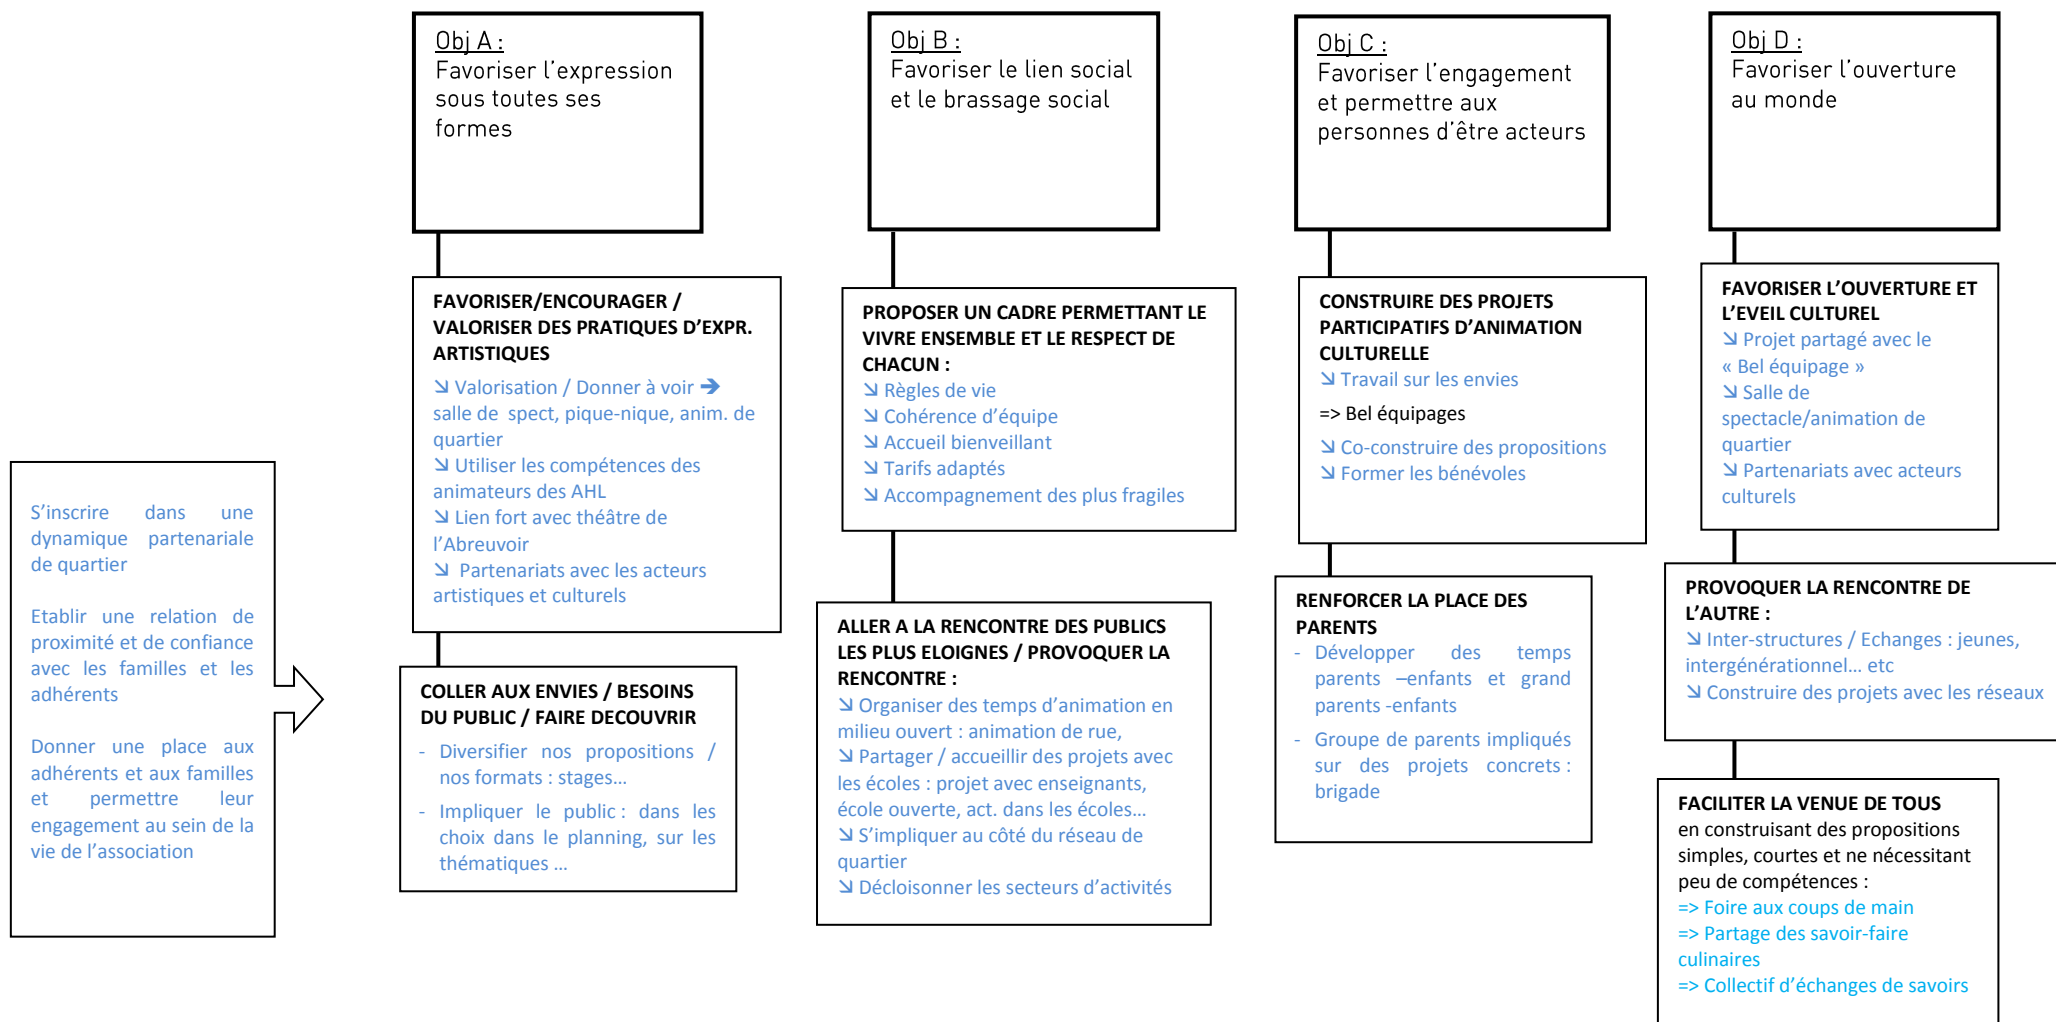 S’inscrire dans une
dynamique partenariale
de quartier
Etablir une relation de
proximité et de confiance
avec les familles et les
adhérents
Donner une place aux
adhérents et aux familles
et permettre leur
engagement au sein de la
vie de l’association
Obj A :
Favoriser l’expression
sous toutes ses
formes
FAVORISER/ENCOURAGER /
VALORISER DES PRATIQUES D’EXPR.
ARTISTIQUES
↘ Valorisation / Donner à voir ➔
salle de spect, pique-nique, anim. de
quartier
↘ Utiliser les compétences des
animateurs des AHL
↘ Lien fort avec théâtre de
l’Abreuvoir
↘ Partenariats avec les acteurs
artistiques et culturels
COLLER AUX ENVIES / BESOINS
DU PUBLIC / FAIRE DECOUVRIR
- Diversifier nos propositions /
nos formats : stages…
- Impliquer le public : dans les
choix dans le planning, sur les
thématiques …
Obj B :
Favoriser le lien social
et le brassage social
PROPOSER UN CADRE PERMETTANT LE
VIVRE ENSEMBLE ET LE RESPECT DE
CHACUN :
↘ Règles de vie
↘ Cohérence d’équipe
↘ Accueil bienveillant
↘ Tarifs adaptés
↘ Accompagnement des plus fragiles
ALLER A LA RENCONTRE DES PUBLICS
LES PLUS ELOIGNES / PROVOQUER LA
RENCONTRE :
↘ Organiser des temps d’animation en
milieu ouvert : animation de rue,
↘ Partager / accueillir des projets avec
les écoles : projet avec enseignants,
école ouverte, act. dans les écoles…
↘ S’impliquer au côté du réseau de
quartier
↘ Décloisonner les secteurs d’activités
Obj C :
Favoriser l’engagement
et permettre aux
personnes d’être acteurs
CONSTRUIRE DES PROJETS
PARTICIPATIFS D’ANIMATION
CULTURELLE
↘ Travail sur les envies
=> Bel équipages
↘ Co-construire des propositions
↘ Former les bénévoles
RENFORCER LA PLACE DES
PARENTS
- Développer des temps
parents –enfants et grand
parents -enfants
- Groupe de parents impliqués
sur des projets concrets :
brigade
Obj D :
Favoriser l’ouverture
au monde
FAVORISER L’OUVERTURE ET
L’EVEIL CULTUREL
↘ Projet partagé avec le
« Bel équipage »
↘ Salle de
spectacle/animation de
quartier
↘ Partenariats avec acteurs
culturels
PROVOQUER LA RENCONTRE DE
L’AUTRE :
↘ Inter-structures / Echanges : jeunes,
intergénérationnel… etc
↘ Construire des projets avec les réseaux
FACILITER LA VENUE DE TOUS
en construisant des propositions
simples, courtes et ne nécessitant
peu de compétences :
=> Foire aux coups de main
=> Partage des savoir-faire
culinaires
=> Collectif d’échanges de savoirs